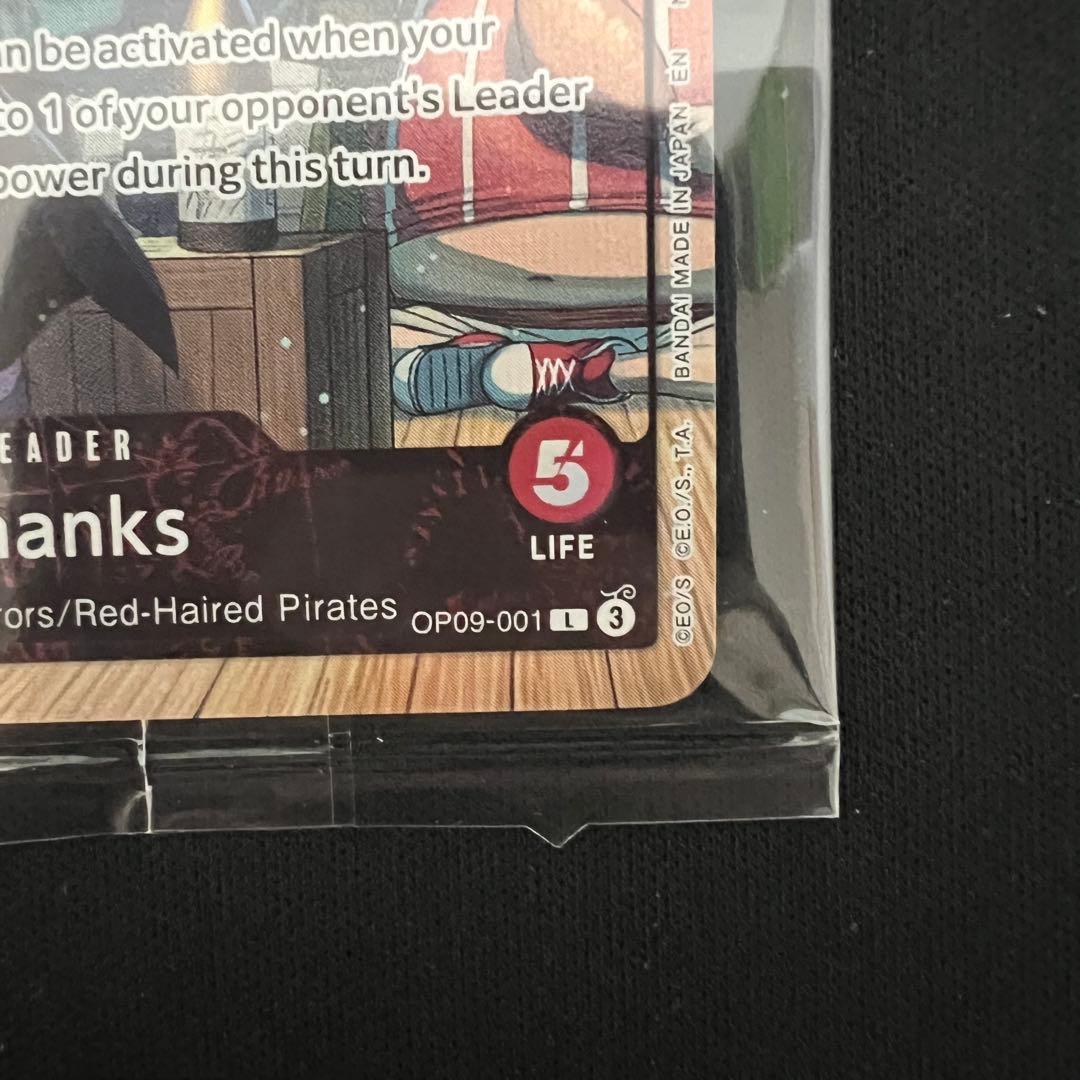 n be activated when your
to 1 of your opponent's Leader
power during this turn.
EADER
hanks
5
LIFE
rors/Red-Haired Pirates
OP09-001 L 3
©EO/S ©E.O./S., T.A. BANDAI MADE IN JAPAN EN